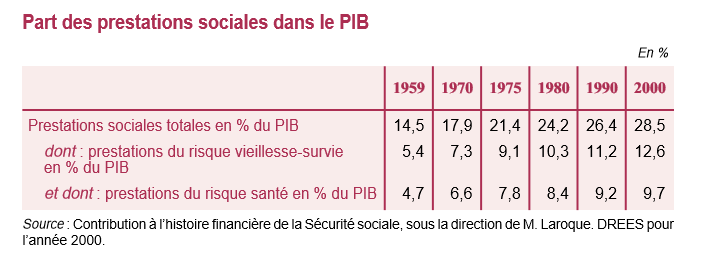 Part des prestations sociales dans le PIB
En %
1959 1970 1975 1980 1990 2000
Prestations sociales totales en % du PIB 14,5 17,9 21,4 24,2 26,4 28,5
dont : prestations du risque vieillesse-survie 5,4 7,3 9,1 10,3 11,2 12,6
en % du PIB
et dont : prestations du risque santé en % du PIB 4,7 6,6 7,8 8,4 9,2 9,7
Source : Contribution à l'histoire financière de la Sécurité sociale, sous la direction de M. Laroque. DREES pour
l'année 2000.